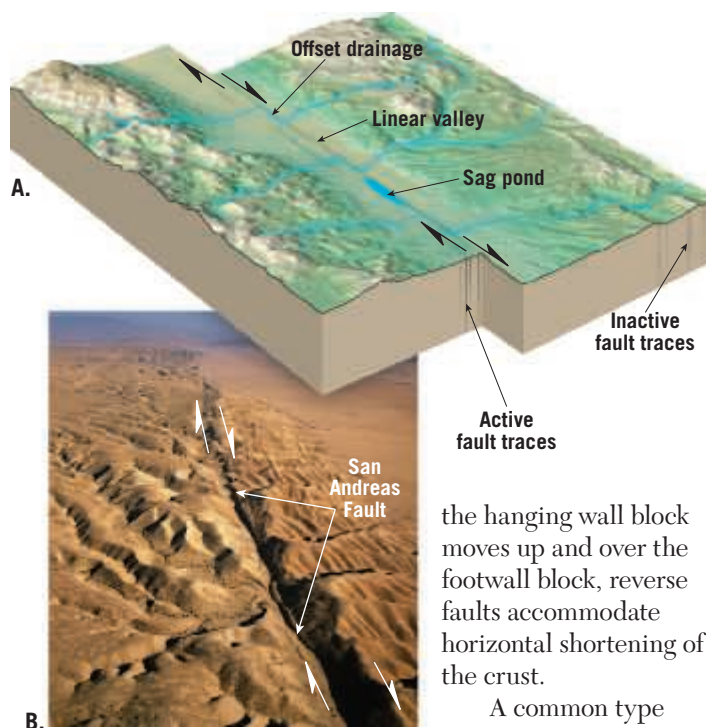 Offset drainage
Linear valley
Sag pond
A.
Inactive
fault traces
Active
fault traces
San
Andreas
Fault
B.
the hanging wall block
moves up and over the
footwall block, reverse
faults accommodate
horizontal shortening of
the crust.
A common type